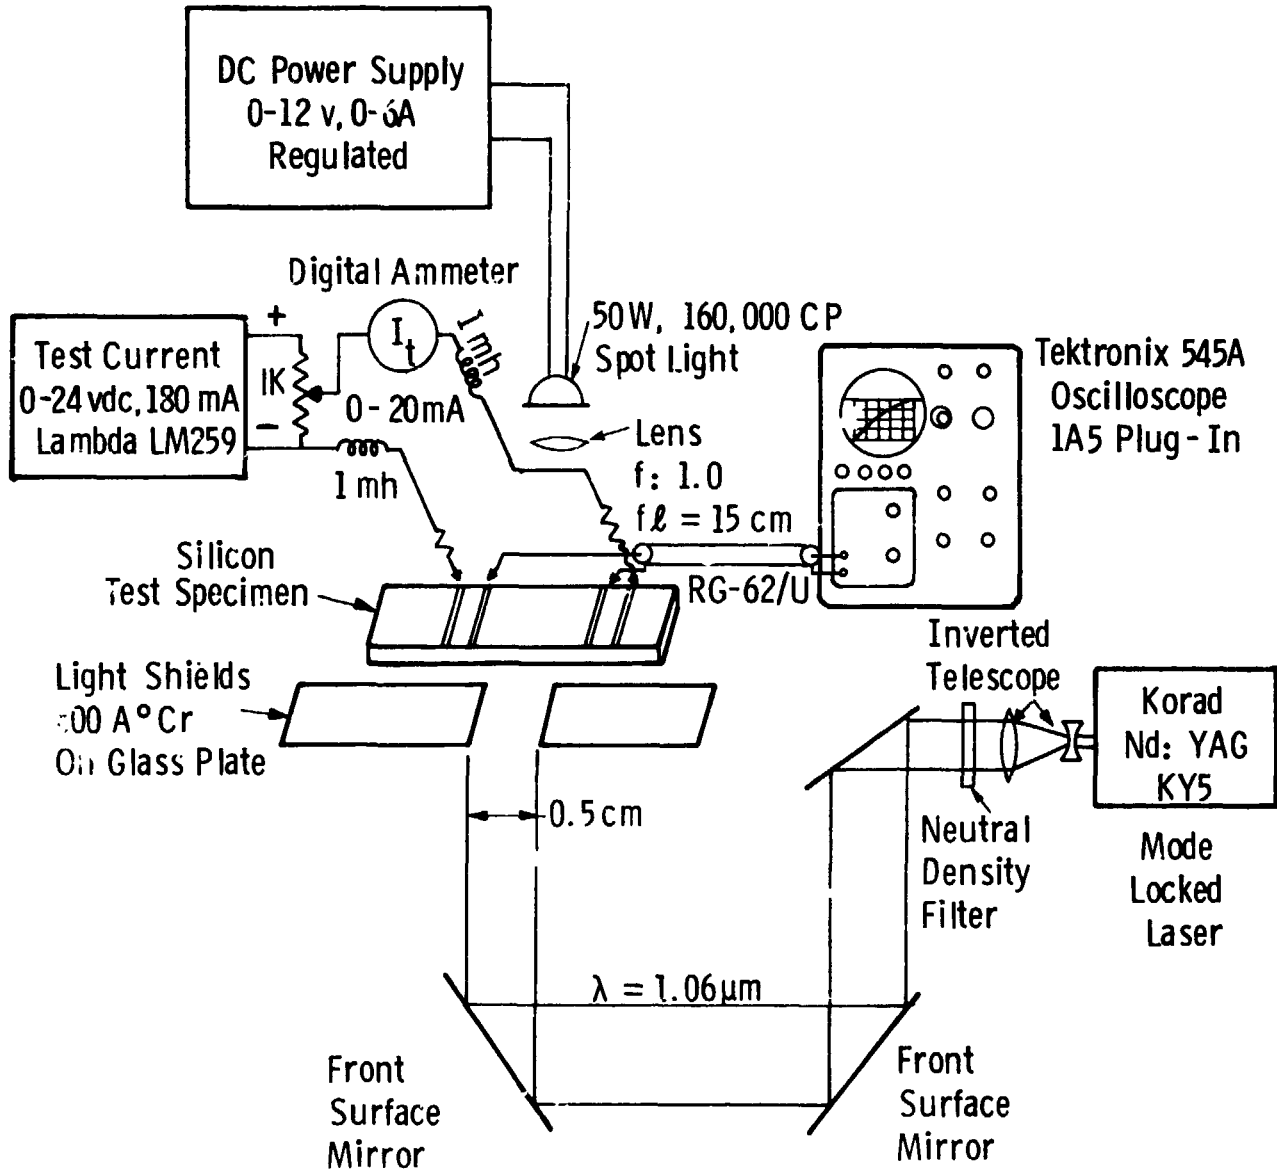 DC Power Supply
0-12 v, 0-6A
Regulated
Digital Ammeter
Test Current
0-24 vdc, 180 mA
Lambda LM259
+
1K
-
I t
0-20mA
1 mh
1 mh
50W, 160,000 CP
Spot Light
Lens
f: 1.0
fℓ = 15 cm
Tektronix 545A
Oscilloscope
1A5 Plug-In
RG-62/U
Silicon
Test Specimen
Light Shields
00 A° Cr
On Glass Plate
0.5 cm
Inverted
Telescope
Korad
Nd: YAG
KY5
Mode
Locked
Laser
Neutral
Density
Filter
λ = 1.06µm
Front
Surface
Mirror
Front
Surface
Mirror